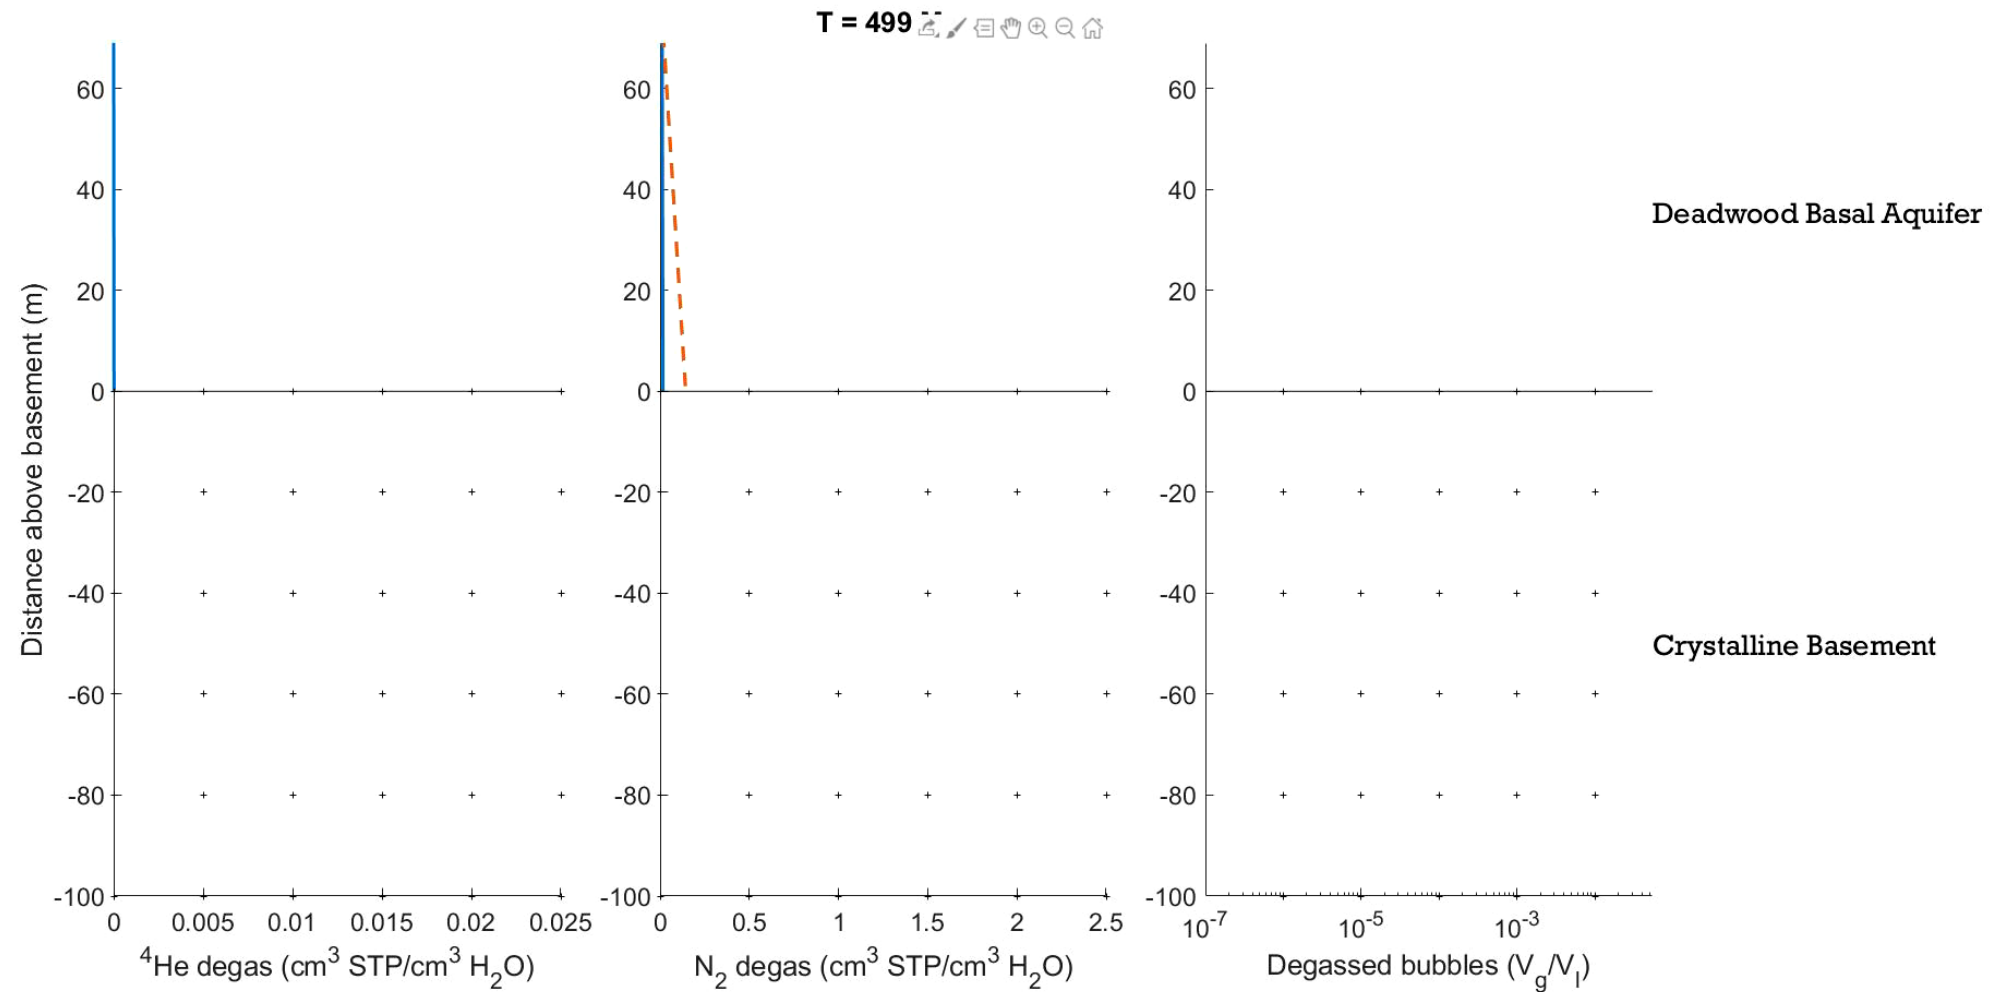 T = 499
60
40
20
0
-20
-40
-60
-80
-100
0 0.005 0.01 0.015 0.02 0.025
Distance above basement (m)
⁴He degas (cm³ STP/cm³ H₂O)
60
40
20
0
-20
-40
-60
-80
-100
0 0.5 1 1.5 2 2.5
N₂ degas (cm³ STP/cm³ H₂O)
60
40
20
0
-20
-40
-60
-80
-100
10⁻⁷ 10⁻⁵ 10⁻³
Degassed bubbles (V_g/V_l)
Deadwood Basal Aquifer
Crystalline Basement